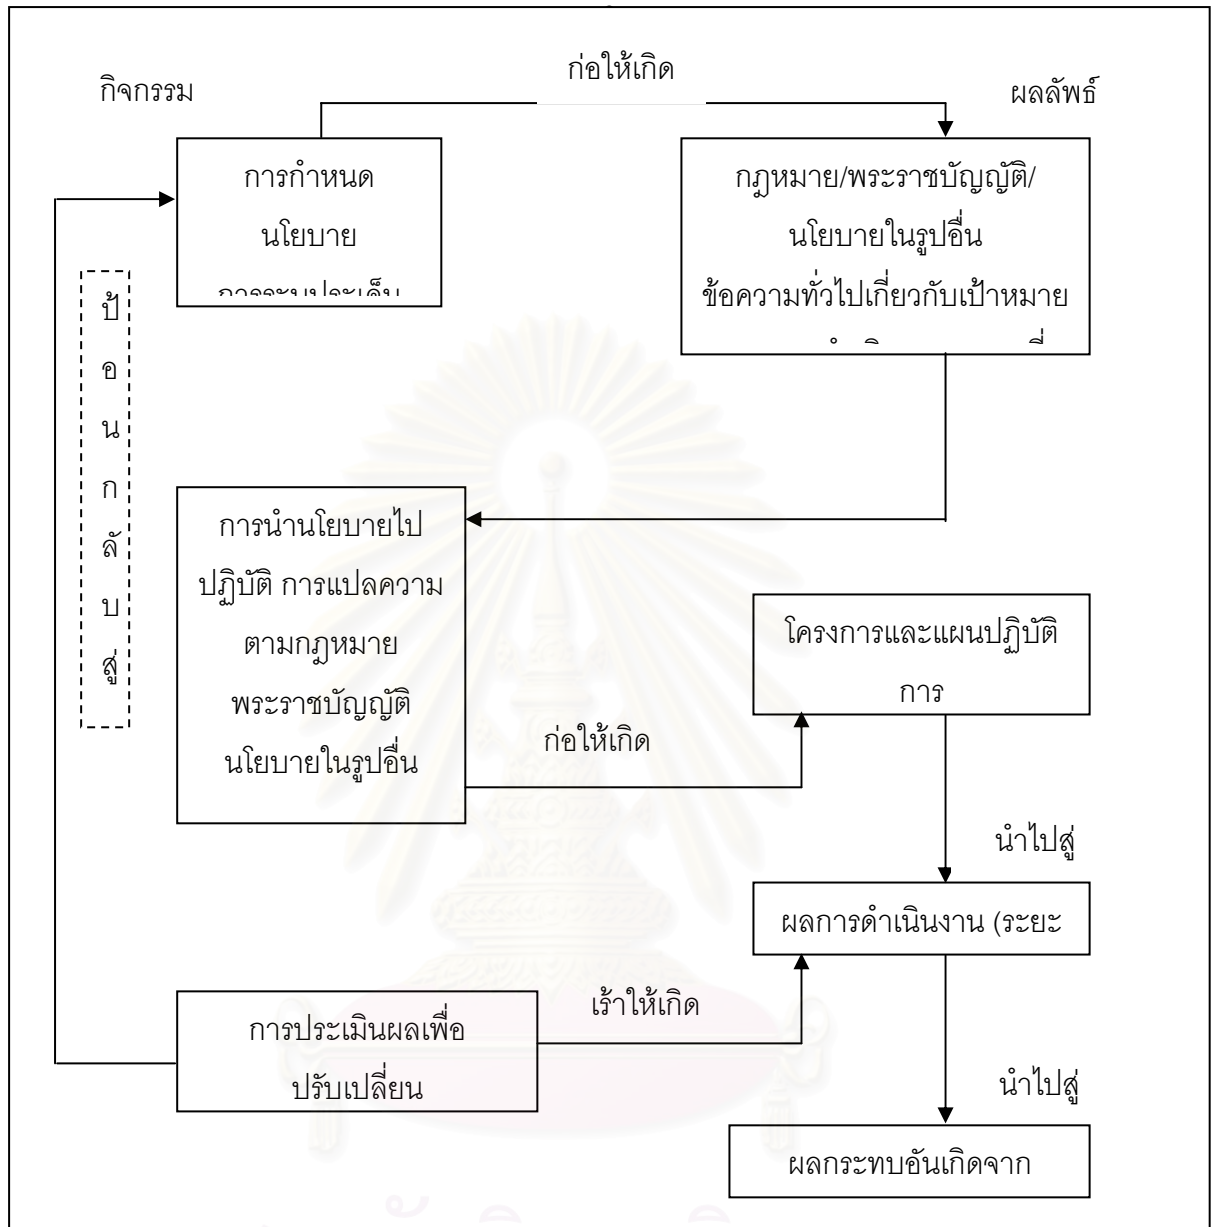 ก่อให้เกิด
กิจกรรม
ผลลัพธ์
การกำหนด
นโยบาย
การระบุประเด็น
กฎหมาย/พระราชบัญญัติ/
นโยบายในรูปอื่น
ข้อความทั่วไปเกี่ยวกับเป้าหมาย
ป้
อ
น
ก
ลั
บ
สู่
การนำนโยบายไป
ปฏิบัติ การแปลความ
ตามกฎหมาย
พระราชบัญญัติ
นโยบายในรูปอื่น
ก่อให้เกิด
โครงการและแผนปฏิบัติ
การ
นำไปสู่
ผลการดำเนินงาน (ระยะ
เร้าให้เกิด
การประเมินผลเพื่อ
ปรับเปลี่ยน
นำไปสู่
ผลกระทบอันเกิดจาก